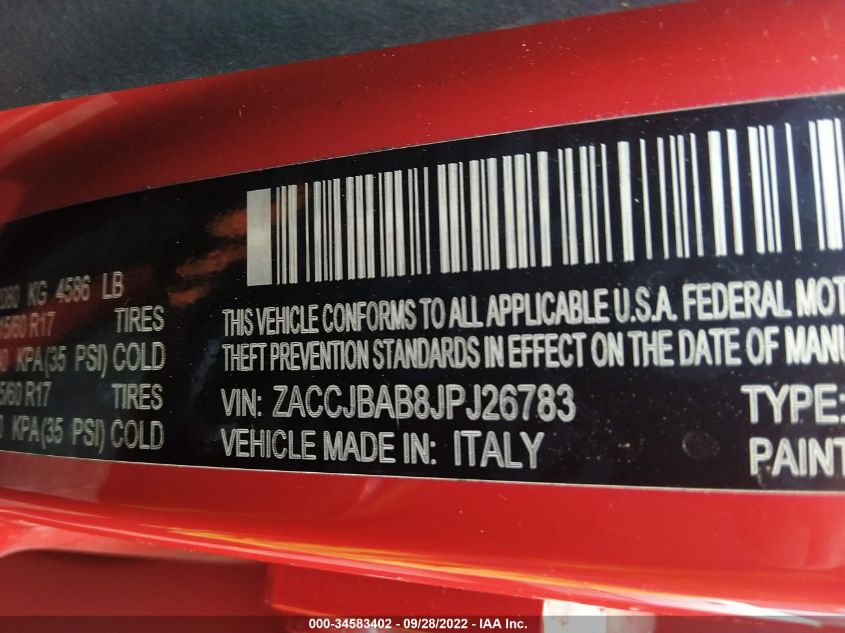 KG 4586 LB
R17 TIRES
KPA(35 PSI) COLD
R17 TIRES
KPA(35 PSI) COLD
THIS VEHICLE CONFORMS TO ALL APPLICABLE U.S.A. FEDERAL MOT
THEFT PREVENTION STANDARDS IN EFFECT ON THE DATE OF MANU
VIN: ZACCJBAB8JPJ26783 TYPE:
VEHICLE MADE IN: ITALY PAINT
000-34583402 - 09/28/2022 - IAA Inc.